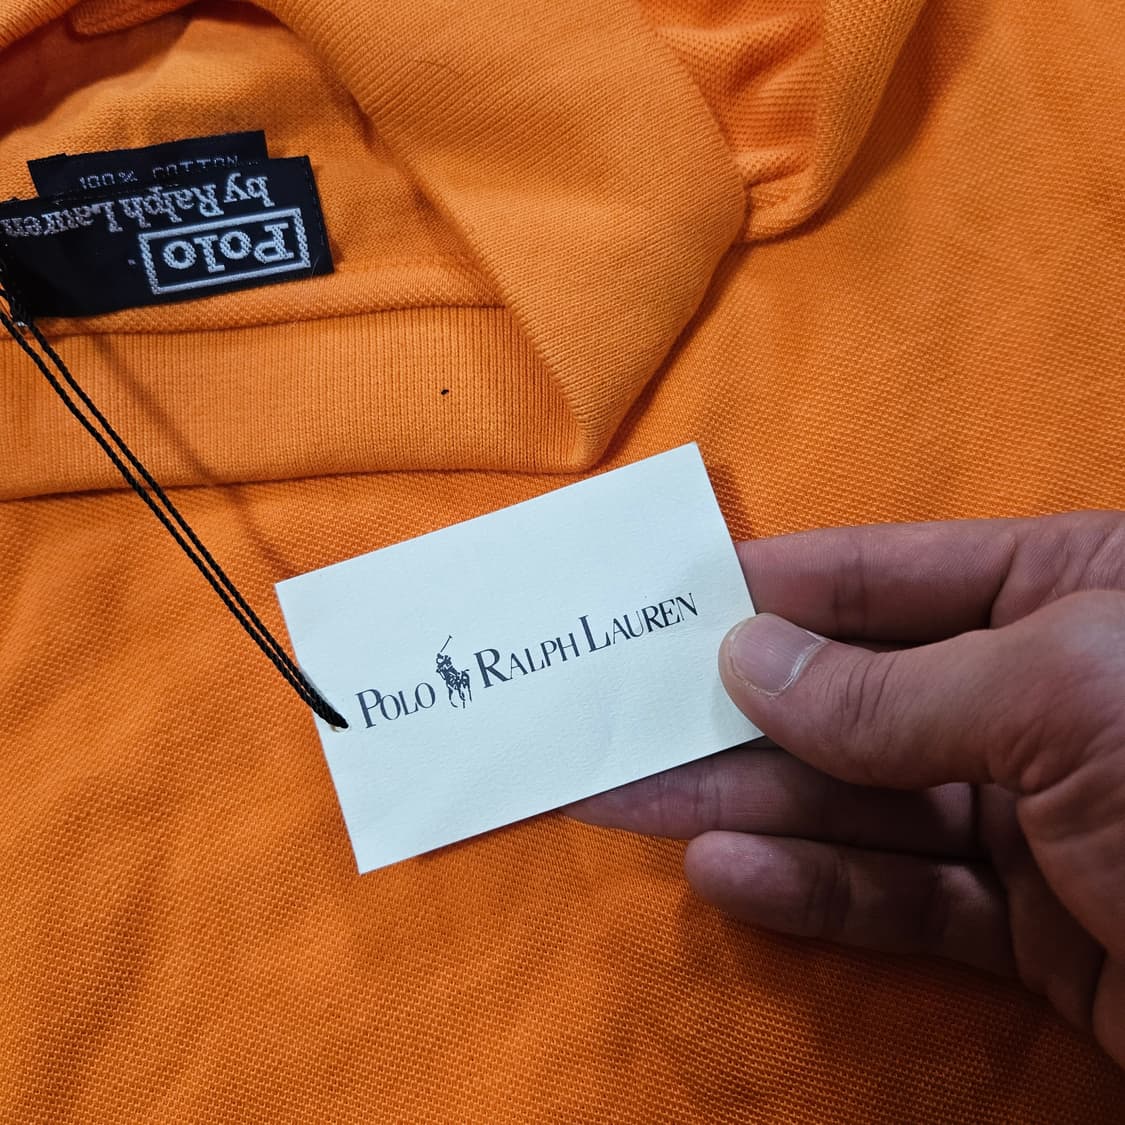 100% COTTON
Polo
by Ralph Lauren
POLO RALPH LAUREN